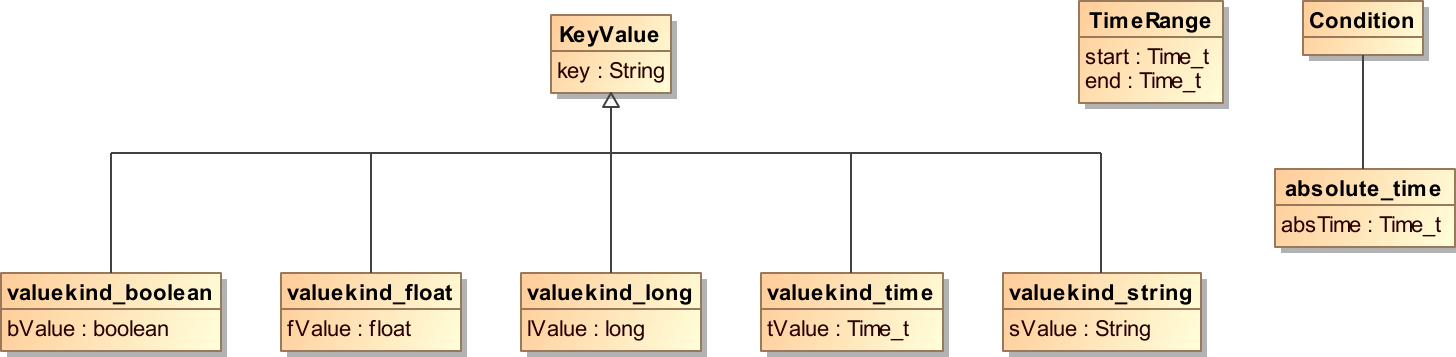 KeyValue
key : String
TimeRange
start : Time_t
end : Time_t
Condition
absolute_time
absTime : Time_t
valuekind_boolean
bValue : boolean
valuekind_float
fValue : float
valuekind_long
lValue : long
valuekind_time
tValue : Time_t
valuekind_string
sValue : String